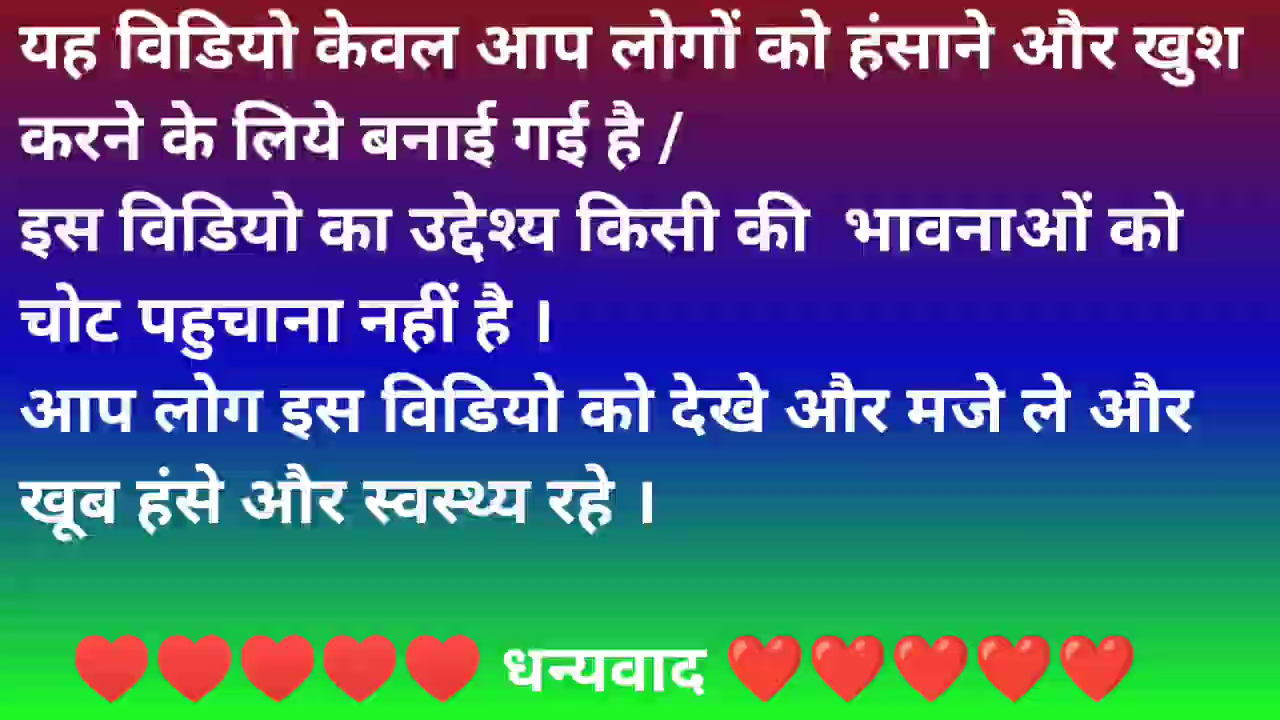 यह विडियो केवल आप लोगों को हंसाने और खुश
करने के लिये बनाई गई है /
इस विडियो का उद्देश्य किसी की  भावनाओं को
चोट पहुचाना नहीं है ।
आप लोग इस विडियो को देखे और मजे ले और
खूब हंसे और स्वस्थ्य रहे ।
♥️♥️♥️♥️♥️ धन्यवाद ❤️❤️❤️❤️❤️